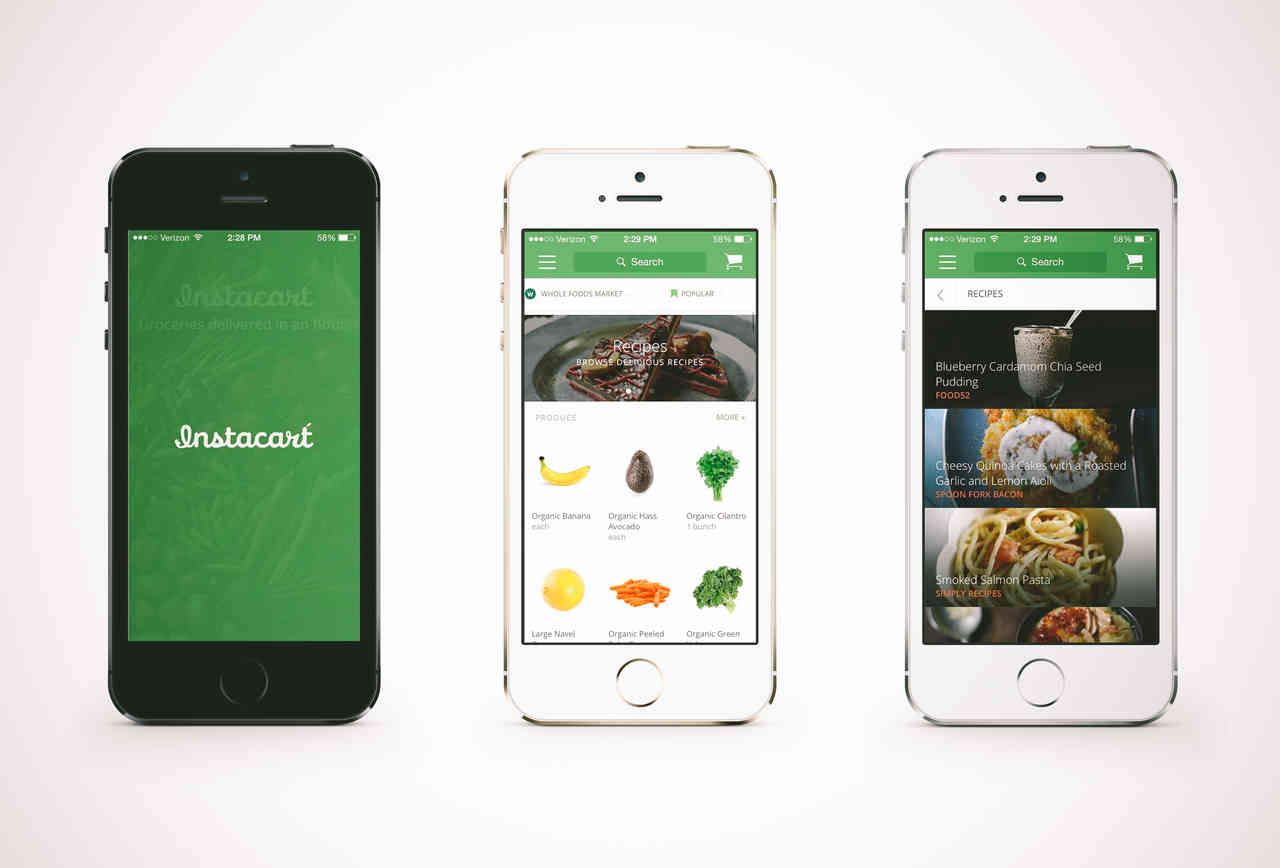 Verizon 2:28 PM 58%
Instacart
Groceries delivered in an hour
Instacart
Verizon 2:29 PM 58%
Search
WHOLE FOODS MARKET POPULAR
Recipes
BROWSE DELICIOUS RECIPES
PRODUCE MORE »
Organic Banana
each
Organic Hass
Avocado
each
Organic Cilantro
1 bunch
Large Navel
Organic Peeled
Organic Green
Verizon 2:29 PM 58%
Search
RECIPES
Blueberry Cardamom Chia Seed
Pudding
FOOD52
Cheesy Quinoa Cakes with a Roasted
Garlic and Lemon Aioli
SPOON FORK BACON
Smoked Salmon Pasta
SIMPLY RECIPES